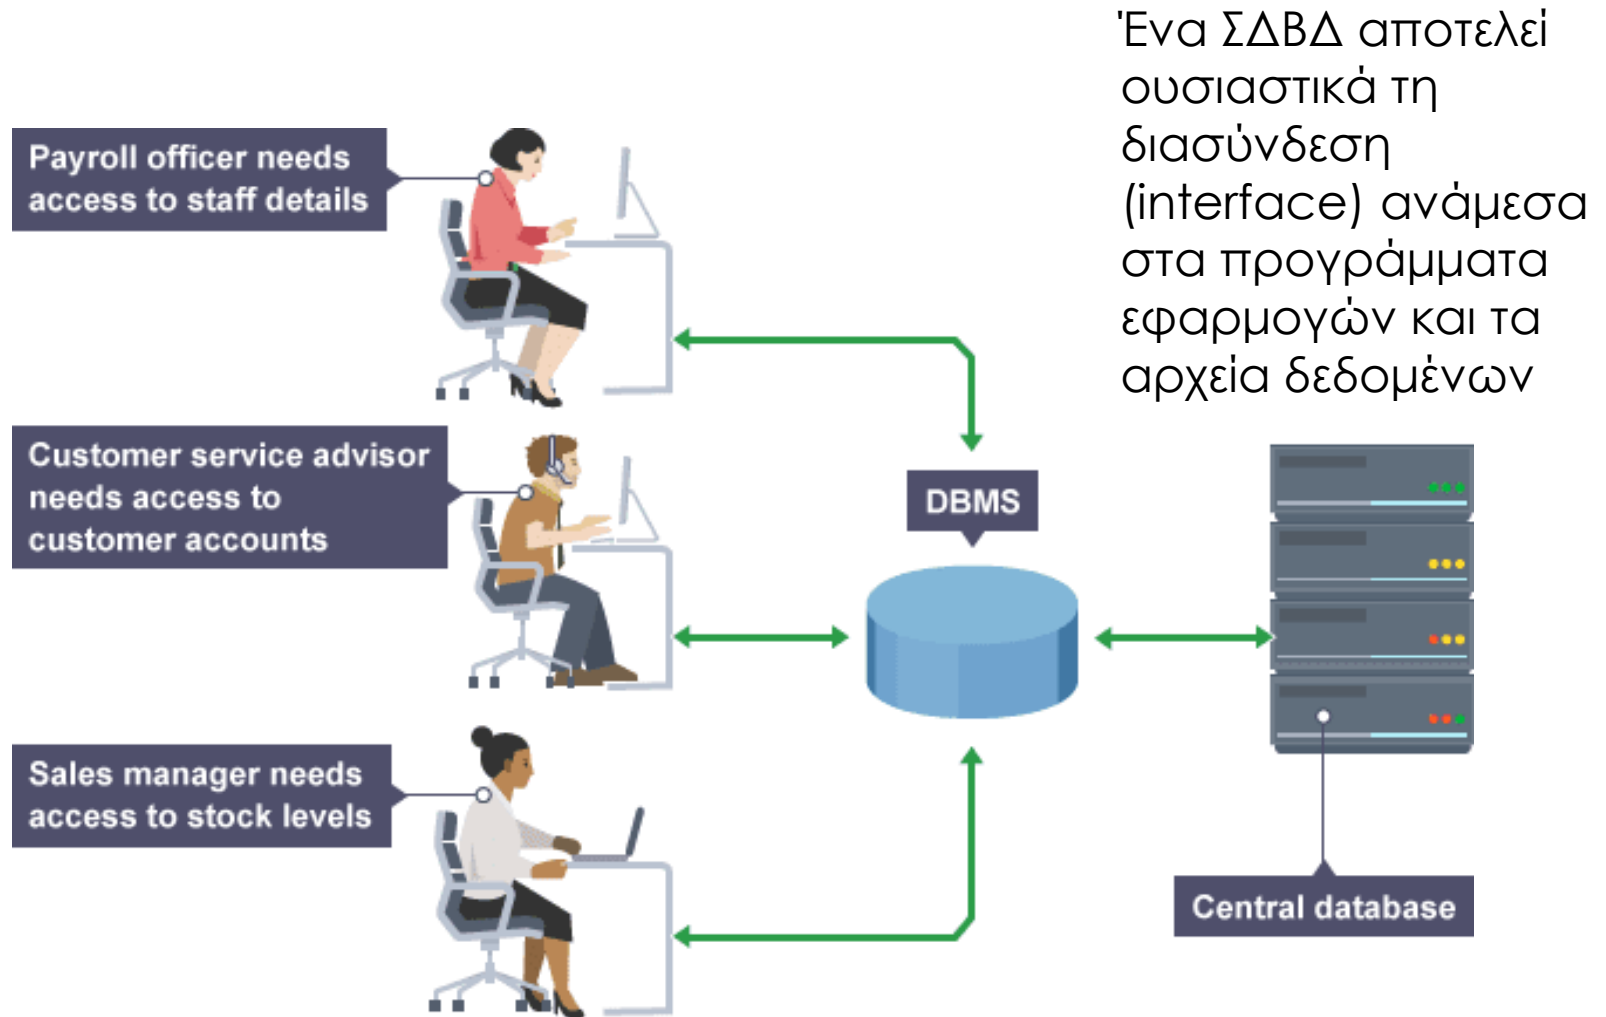 Ένα ΣΔΒΔ αποτελεί
ουσιαστικά τη
διασύνδεση
(interface) ανάμεσα
στα προγράμματα
εφαρμογών και τα
αρχεία δεδομένων
Payroll officer needs
access to staff details
Customer service advisor
needs access to
customer accounts
DBMS
Sales manager needs
access to stock levels
Central database